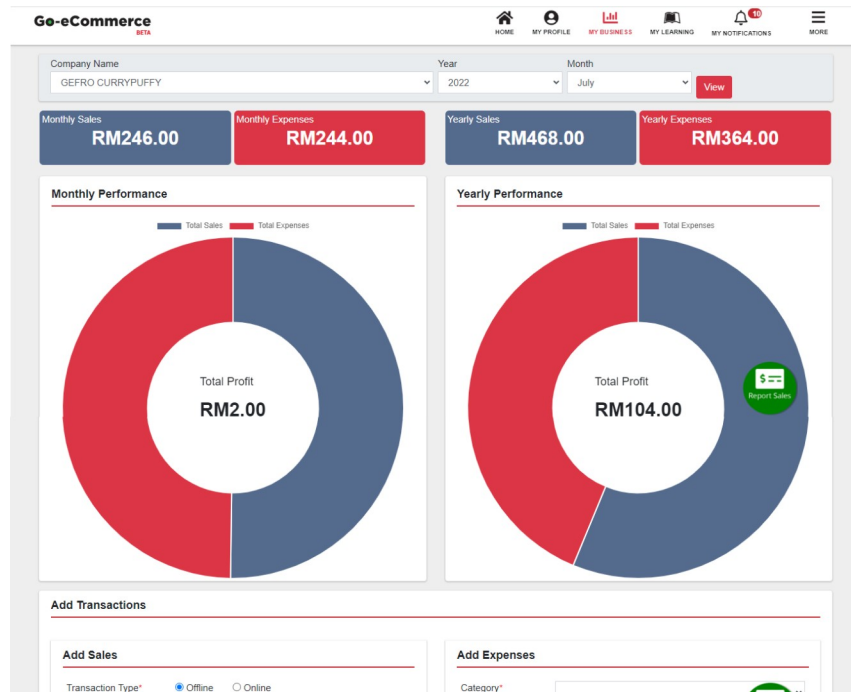 Go-eCommerce
BETA
HOME
MY PROFILE
MY BUSINESS
MY LEARNING
10
MY NOTIFICATIONS
MORE
Company Name
Year
Month
GEFRO CURRYPUFFY
2022
July
View
Monthly Sales
RM246.00
Monthly Expenses
RM244.00
Yearly Sales
RM468.00
Yearly Expenses
RM364.00
Monthly Performance
Total Sales
Total Expenses
Total Profit
RM2.00
Yearly Performance
Total Sales
Total Expenses
Total Profit
RM104.00
$
Report Sales
Add Transactions
Add Sales
Transaction Type*
Offline
Online
Add Expenses
Category*